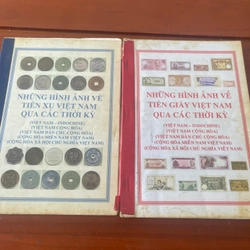 NHỮNG HÌNH ẢNH VỀ
TIỀN XU VIỆT NAM
QUA CÁC THỜI KỲ
(VIỆT NAM – INDOCHINE)
(VIỆT NAM CỘNG HÒA)
(VIỆT NAM DÂN CHỦ CỘNG HÒA)
(CỘNG HÒA MIỀN NAM VIỆT NAM)
(CỘNG HÒA XÃ HỘI CHỦ NGHĨA VIỆT NAM)
NHỮNG HÌNH ẢNH VỀ
TIỀN GIẤY VIỆT NAM
QUA CÁC THỜI KỲ
(VIỆT NAM – INDOCHINE)
(VIỆT NAM CỘNG HÒA)
(VIỆT NAM DÂN CHỦ CỘNG HÒA)
(CỘNG HÒA MIỀN NAM VIỆT NAM)
(CỘNG HÒA XÃ HỘI CHỦ NGHĨA VIỆT NAM)